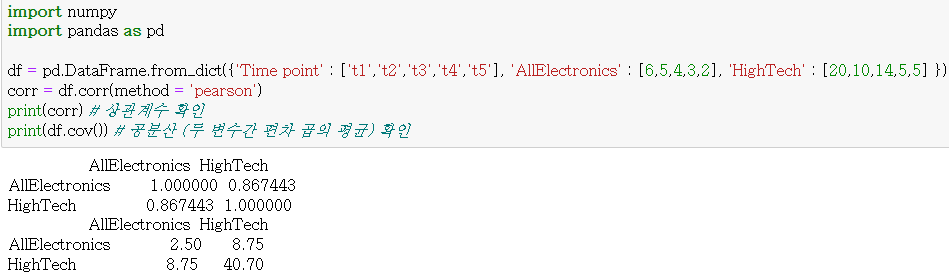 import numpy
import pandas as pd
df = pd.DataFrame.from_dict({'Time point' : ['t1','t2','t3','t4','t5'], 'AllElectronics' : [6,5,4,3,2], 'HighTech' : [20,10,14,5,5] })
corr = df.corr(method = 'pearson')
print(corr) # 상관계수 확인
print(df.cov()) # 공분산 (두 변수간 편차 곱의 평균) 확인
AllElectronics HighTech
AllElectronics 1.000000 0.867443
HighTech 0.867443 1.000000
AllElectronics HighTech
AllElectronics 2.50 8.75
HighTech 8.75 40.70